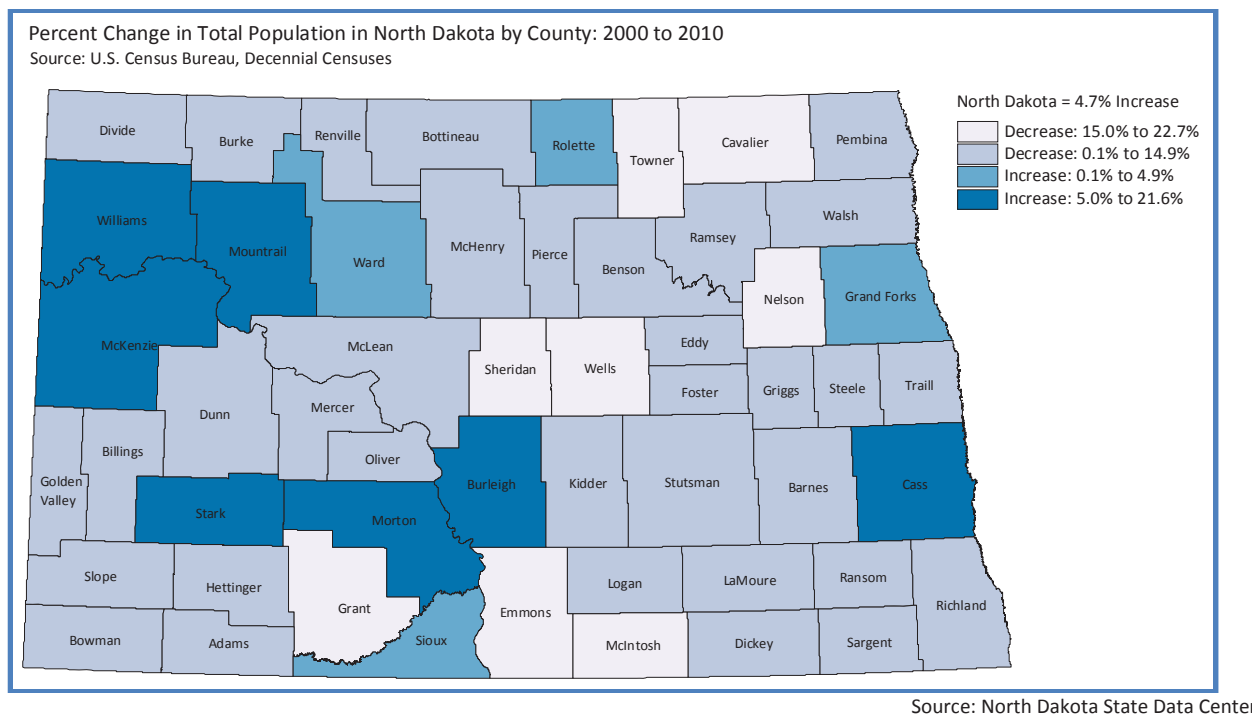 Percent Change in Total Population in North Dakota by County: 2000 to 2010
Source: U.S. Census Bureau, Decennial Censuses
North Dakota = 4.7% Increase
Decrease: 15.0% to 22.7%
Decrease: 0.1% to 14.9%
Increase: 0.1% to 4.9%
Increase: 5.0% to 21.6%
Divide
Burke
Renville
Bottineau
Rolette
Towner
Cavalier
Pembina
Williams
Mountrail
Ward
McHenry
Pierce
Benson
Ramsey
Walsh
Nelson
Grand Forks
McKenzie
McLean
Sheridan
Wells
Eddy
Foster
Griggs
Steele
Traill
Dunn
Mercer
Oliver
Golden
Valley
Billings
Stark
Morton
Burleigh
Kidder
Stutsman
Barnes
Cass
Slope
Hettinger
Grant
Emmons
Logan
LaMoure
Ransom
Richland
Bowman
Adams
Sioux
McIntosh
Dickey
Sargent
Source: North Dakota State Data Center